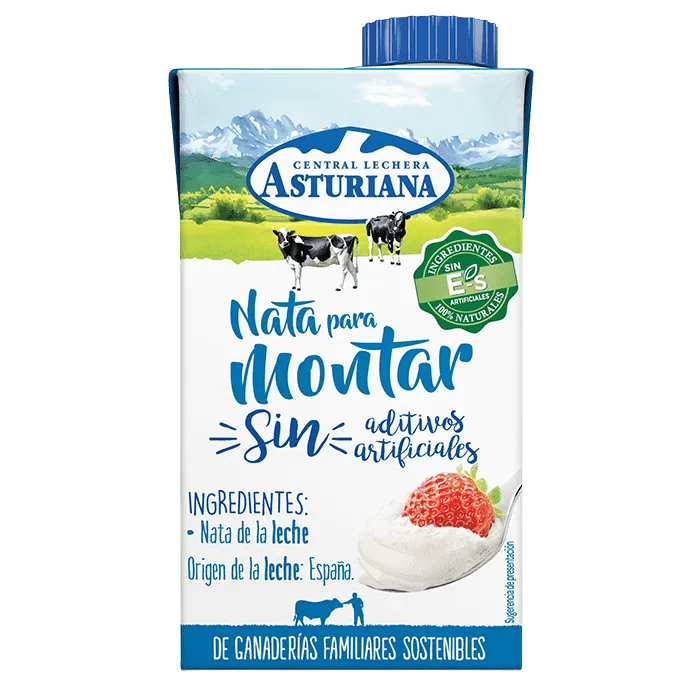 CENTRAL LECHERA
ASTURIANA
INGREDIENTES
SIN
E-s
ARTIFICIALES
100% NATURALES
Nata para
montar
Sin aditivos
artificiales
INGREDIENTES:
- Nata de la leche
Origen de la leche: España.
Sugerencia de presentación
DE GANADERÍAS FAMILIARES SOSTENIBLES